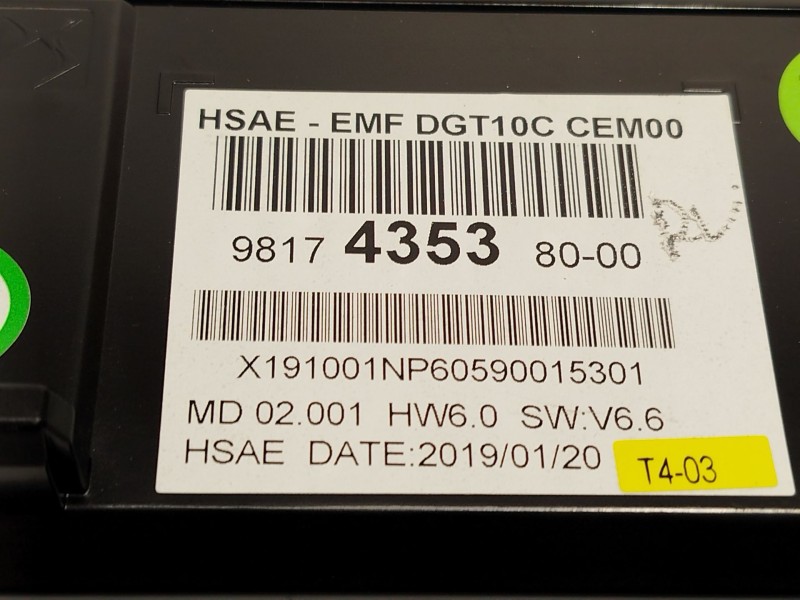 HSAE - EMF DGT10C CEM00
9817 4353 80-00
X191001NP60590015301
MD 02.001 HW6.0 SW:V6.6
HSAE DATE:2019/01/20
T4-03